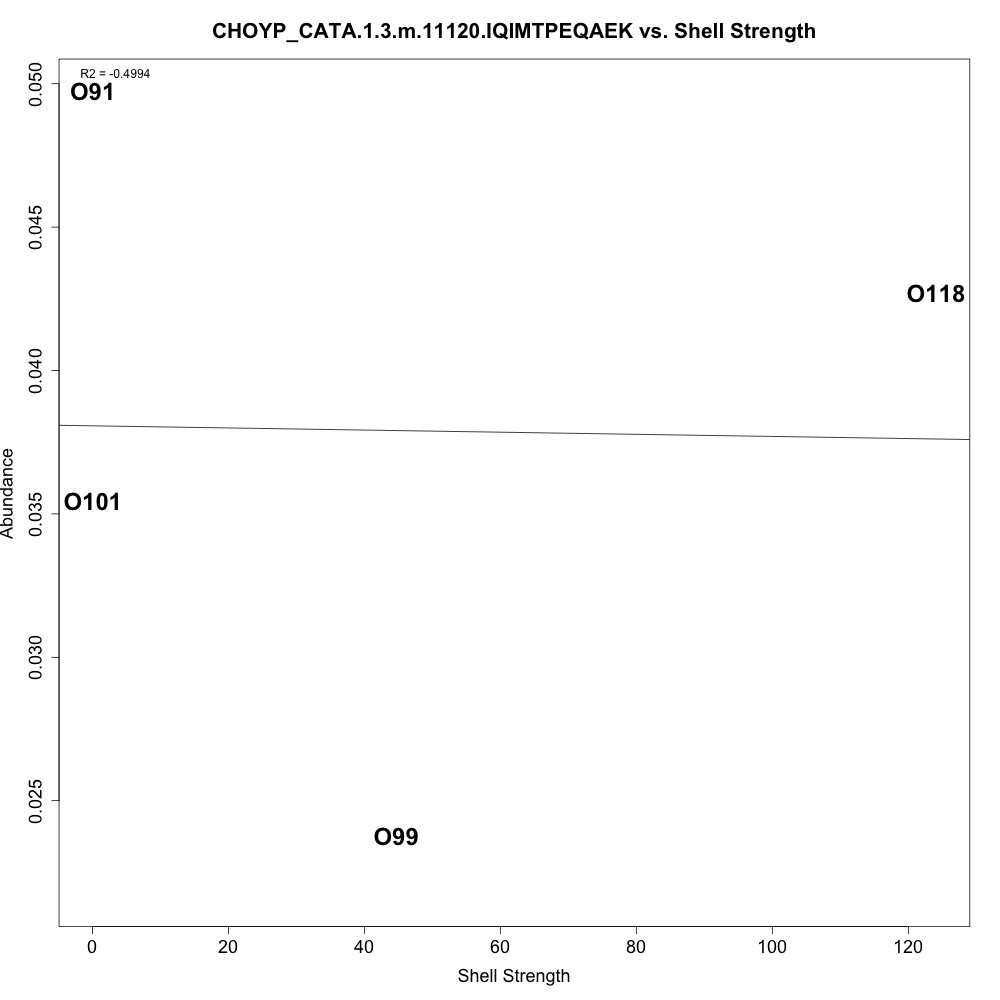 CHOYP_CATA.1.3.m.11120.IQIMTPEQAEK vs. Shell Strength
R2 = -0.4994
O91
O118
O101
O99
0.050
0.045
0.040
0.035
0.030
0.025
Abundance
0 20 40 60 80 100 120
Shell Strength